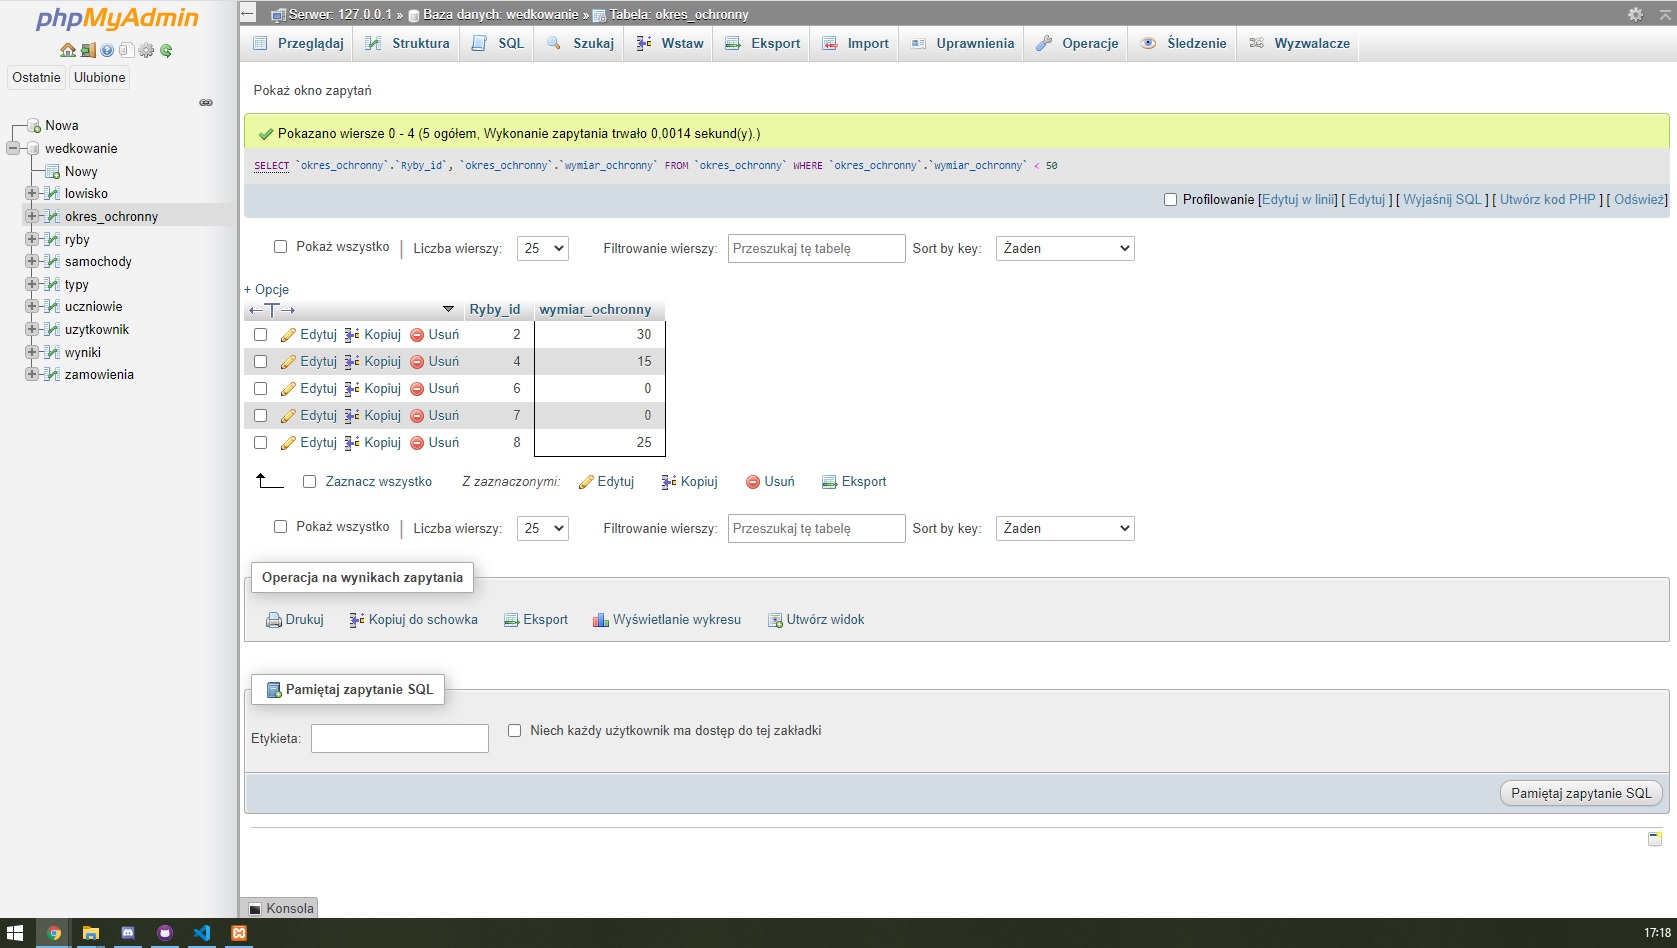 phpMyAdmin
Ostatnie Ulubione
Nowa
wedkowanie
Nowy
lowisko
okres_ochronny
ryby
samochody
typy
uczniowie
uzytkownik
wyniki
zamowienia
Serwer: 127.0.0.1 » Baza danych: wedkowanie » Tabela: okres_ochronny
Przeglądaj Struktura SQL Szukaj Wstaw Eksport Import Uprawnienia Operacje Śledzenie Wyzwalacze
Pokaż okno zapytań
Pokazano wiersze 0 - 4 (5 ogółem, Wykonanie zapytania trwało 0,0014 sekund(y).)
SELECT `okres_ochronny`.`Ryby_id`, `okres_ochronny`.`wymiar_ochronny` FROM `okres_ochronny` WHERE `okres_ochronny`.`wymiar_ochronny` < 50
Profilowanie [Edytuj w linii] [ Edytuj ] [ Wyjaśnij SQL ] [ Utwórz kod PHP ] [ Odśwież]
Pokaż wszystko | Liczba wierszy: 25 Filtrowanie wierszy: Przeszukaj tę tabelę Sort by key: Żaden
+ Opcje
←T→ Ryby_id wymiar_ochronny
Edytuj Kopiuj Usuń 2 30
Edytuj Kopiuj Usuń 4 15
Edytuj Kopiuj Usuń 6 0
Edytuj Kopiuj Usuń 7 0
Edytuj Kopiuj Usuń 8 25
Zaznacz wszystko Z zaznaczonymi: Edytuj Kopiuj Usuń Eksport
Pokaż wszystko | Liczba wierszy: 25 Filtrowanie wierszy: Przeszukaj tę tabelę Sort by key: Żaden
Operacja na wynikach zapytania
Drukuj Kopiuj do schowka Eksport Wyświetlanie wykresu Utwórz widok
Pamiętaj zapytanie SQL
Etykieta: Niech każdy użytkownik ma dostęp do tej zakładki
Pamiętaj zapytanie SQL
Konsola
17:18